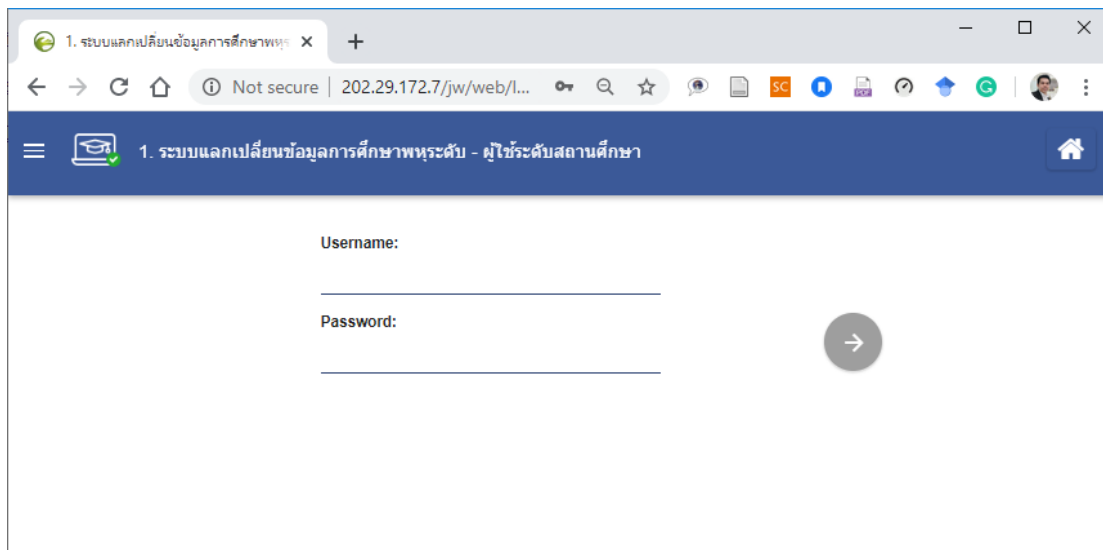 1. ระบบแลกเปลี่ยนข้อมูลการศึกษาพหุ
Not secure | 202.29.172.7/jw/web/l...
SC
PDF
G
1. ระบบแลกเปลี่ยนข้อมูลการศึกษาพหุระดับ - ผู้ใช้ระดับสถานศึกษา
Username:
Password: